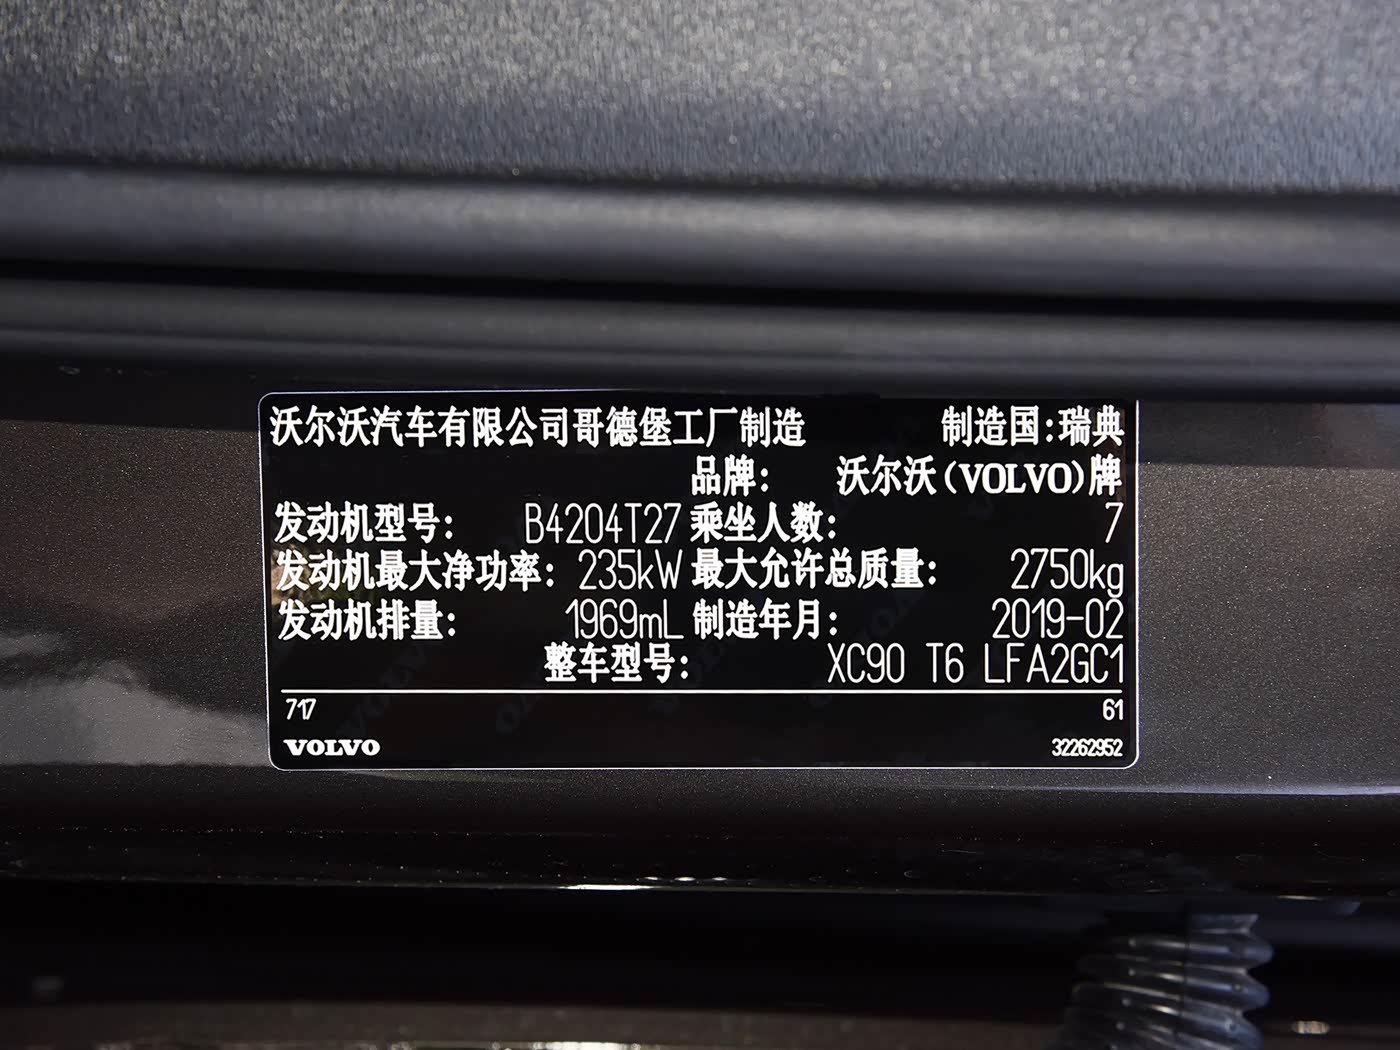 沃尔沃汽车有限公司哥德堡工厂制造 制造国:瑞典
品牌: 沃尔沃(VOLVO)牌
发动机型号: B4204T27 乘坐人数: 7
发动机最大净功率: 235kW 最大允许总质量: 2750kg
发动机排量: 1969mL 制造年月: 2019-02
整车型号: XC90 T6 LFA2GC1
717 61
VOLVO 32262952